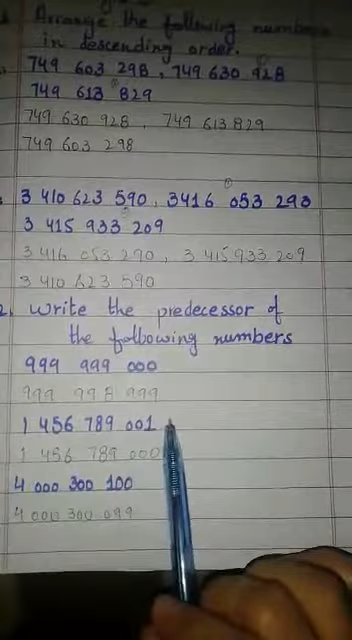 Arrange the following numbers
in descending order.
749 603 298, 749 630 928
749 613 829
749 630 928, 749 613 829
749 603 298
3 410 623 590, 3416 053 290
3 415 933 209
3 416 053 290, 3 415 933 209
3 410 623 590
2. Write the predecessor of
the following numbers
999 999 000
999 998 999
1 456 789 001
1 456 789 000
4 000 300 100
4 000 300 099